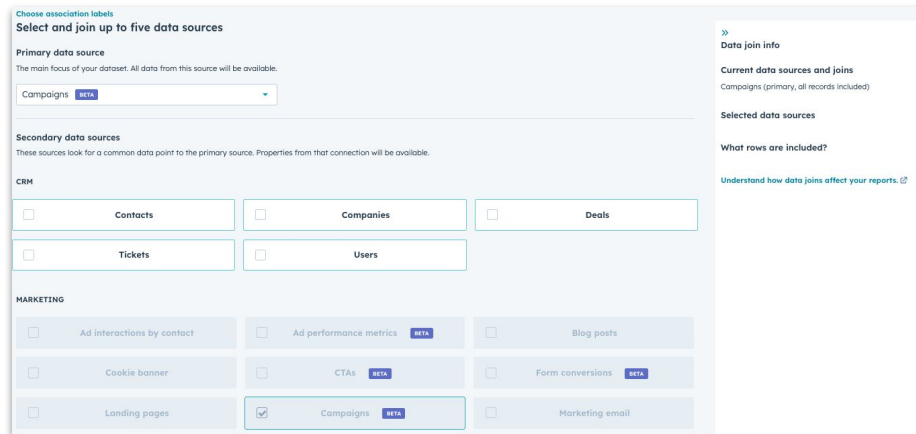 Choose association labels
Select and join up to five data sources
Primary data source
The main focus of your dataset. All data from this source will be available.
Campaigns BETA
Secondary data sources
These sources look for a common data point to the primary source. Properties from that connection will be available.
CRM
Contacts
Companies
Deals
Tickets
Users
MARKETING
Ad interactions by contact
Ad performance metrics BETA
Blog posts
Cookie banner
CTAs BETA
Form conversions BETA
Landing pages
Campaigns BETA
Marketing email
»
Data join info
Current data sources and joins
Campaigns (primary, all records included)
Selected data sources
What rows are included?
Understand how data joins affect your reports.